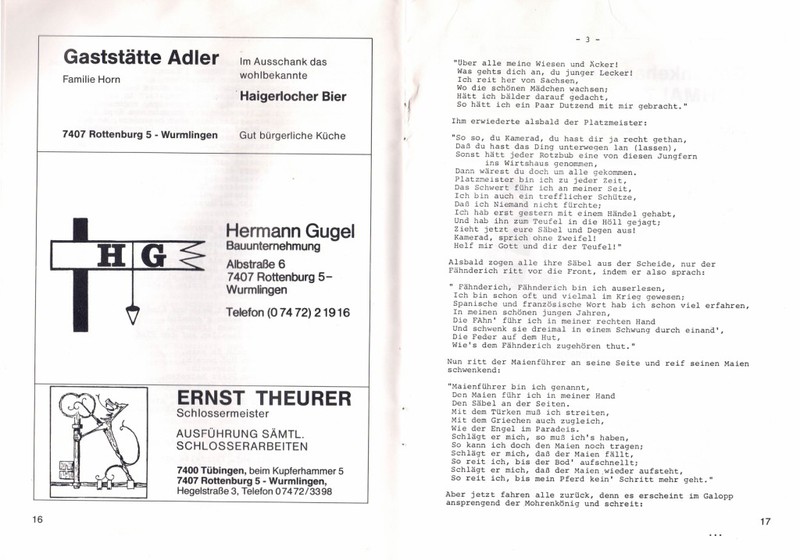 Gaststätte Adler
Familie Horn
Im Ausschank das
wohlbekannte
Haigerlocher Bier
7407 Rottenburg 5 - Wurmlingen
Gut bürgerliche Küche
HG
Hermann Gugel
Bauunternehmung
Albstraße 6
7407 Rottenburg 5-
Wurmlingen
Telefon (0 74 72) 2 19 16
ERNST THEURER
Schlossermeister
AUSFÜHRUNG SÄMTL.
SCHLOSSERARBEITEN
7400 Tübingen, beim Kupferhammer 5
7407 Rottenburg 5 - Wurmlingen,
Hegelstraße 3, Telefon 0 74 72/33 98
16
- 3 -
"Über alle meine Wiesen und Äcker!
Was gehts dich an, du junger Lecker!
Ich reit her von Sachsen,
Wo die schönen Mädchen wachsen;
Hätt ich bälder darauf gedacht,
So hätt ich ein Paar Dutzend mit mir gebracht."
Ihm erwiederte alsbald der Platzmeister:
"So so, du Kamerad, du hast dir ja recht gethan,
Daß du hast das Ding unterwegen lan (lassen),
Sonst hätt jeder Rotzbub eine von diesen Jungfern
ins Wirtshaus genommen,
Dann wärest du doch um alle gekommen.
Platzmeister bin ich zu jeder Zeit,
Das Schwert führ ich an meiner Seit,
Ich bin auch ein trefflicher Schütze,
Daß ich Niemand nicht fürchte;
Ich hab erst gestern mit einem Händel gehabt,
Und hab ihn zum Teufel in die Höll gejagt;
Zieht jetzt eure Säbel und Degen aus!
Kamerad, sprich ohne Zweifel!
Helf mir Gott und dir der Teufel!"
Alsbald zogen alle ihre Säbel aus der Scheide, nur der
Fähnderich ritt vor die Front, indem er also sprach:
" Fähnderich, Fähnderich bin ich auserlesen,
Ich bin schon oft und vielmal im Krieg gewesen;
Spanische und französische Wort hab ich schon viel erfahren,
In meinen schönen jungen Jahren,
Die FAhn' führ ich in meiner rechten Hand
Und schwenk sie dreimal in einem Schwung durch einand',
Die Feder auf dem Hut,
Wie's dem Fähnderich zugehören thut."
Nun ritt der Maienführer an seine Seite und reif seinen Maien
schwenkend:
"Maienführer bin ich genannt,
Den Maien führ ich in meiner Hand
Den Säbel an der Seiten.
Mit dem Türken muß ich streiten,
Mit dem Griechen auch zugleich,
Wie der Engel im Paradeis.
Schlägt er mich, so muß ich's haben,
So kann ich doch den Maien noch tragen;
Schlägt er mich, daß der Maien fällt,
So reit ich, bis der Bod' aufschnellt;
Schlägt er mich, daß der Maien wieder aufsteht,
So reit ich, bis mein Pferd kein' Schritt mehr geht."
Aber jetzt fahren alle zurück, denn es erscheint im Galopp
ansprengend der Mohrenkönig und schreit:
17
...